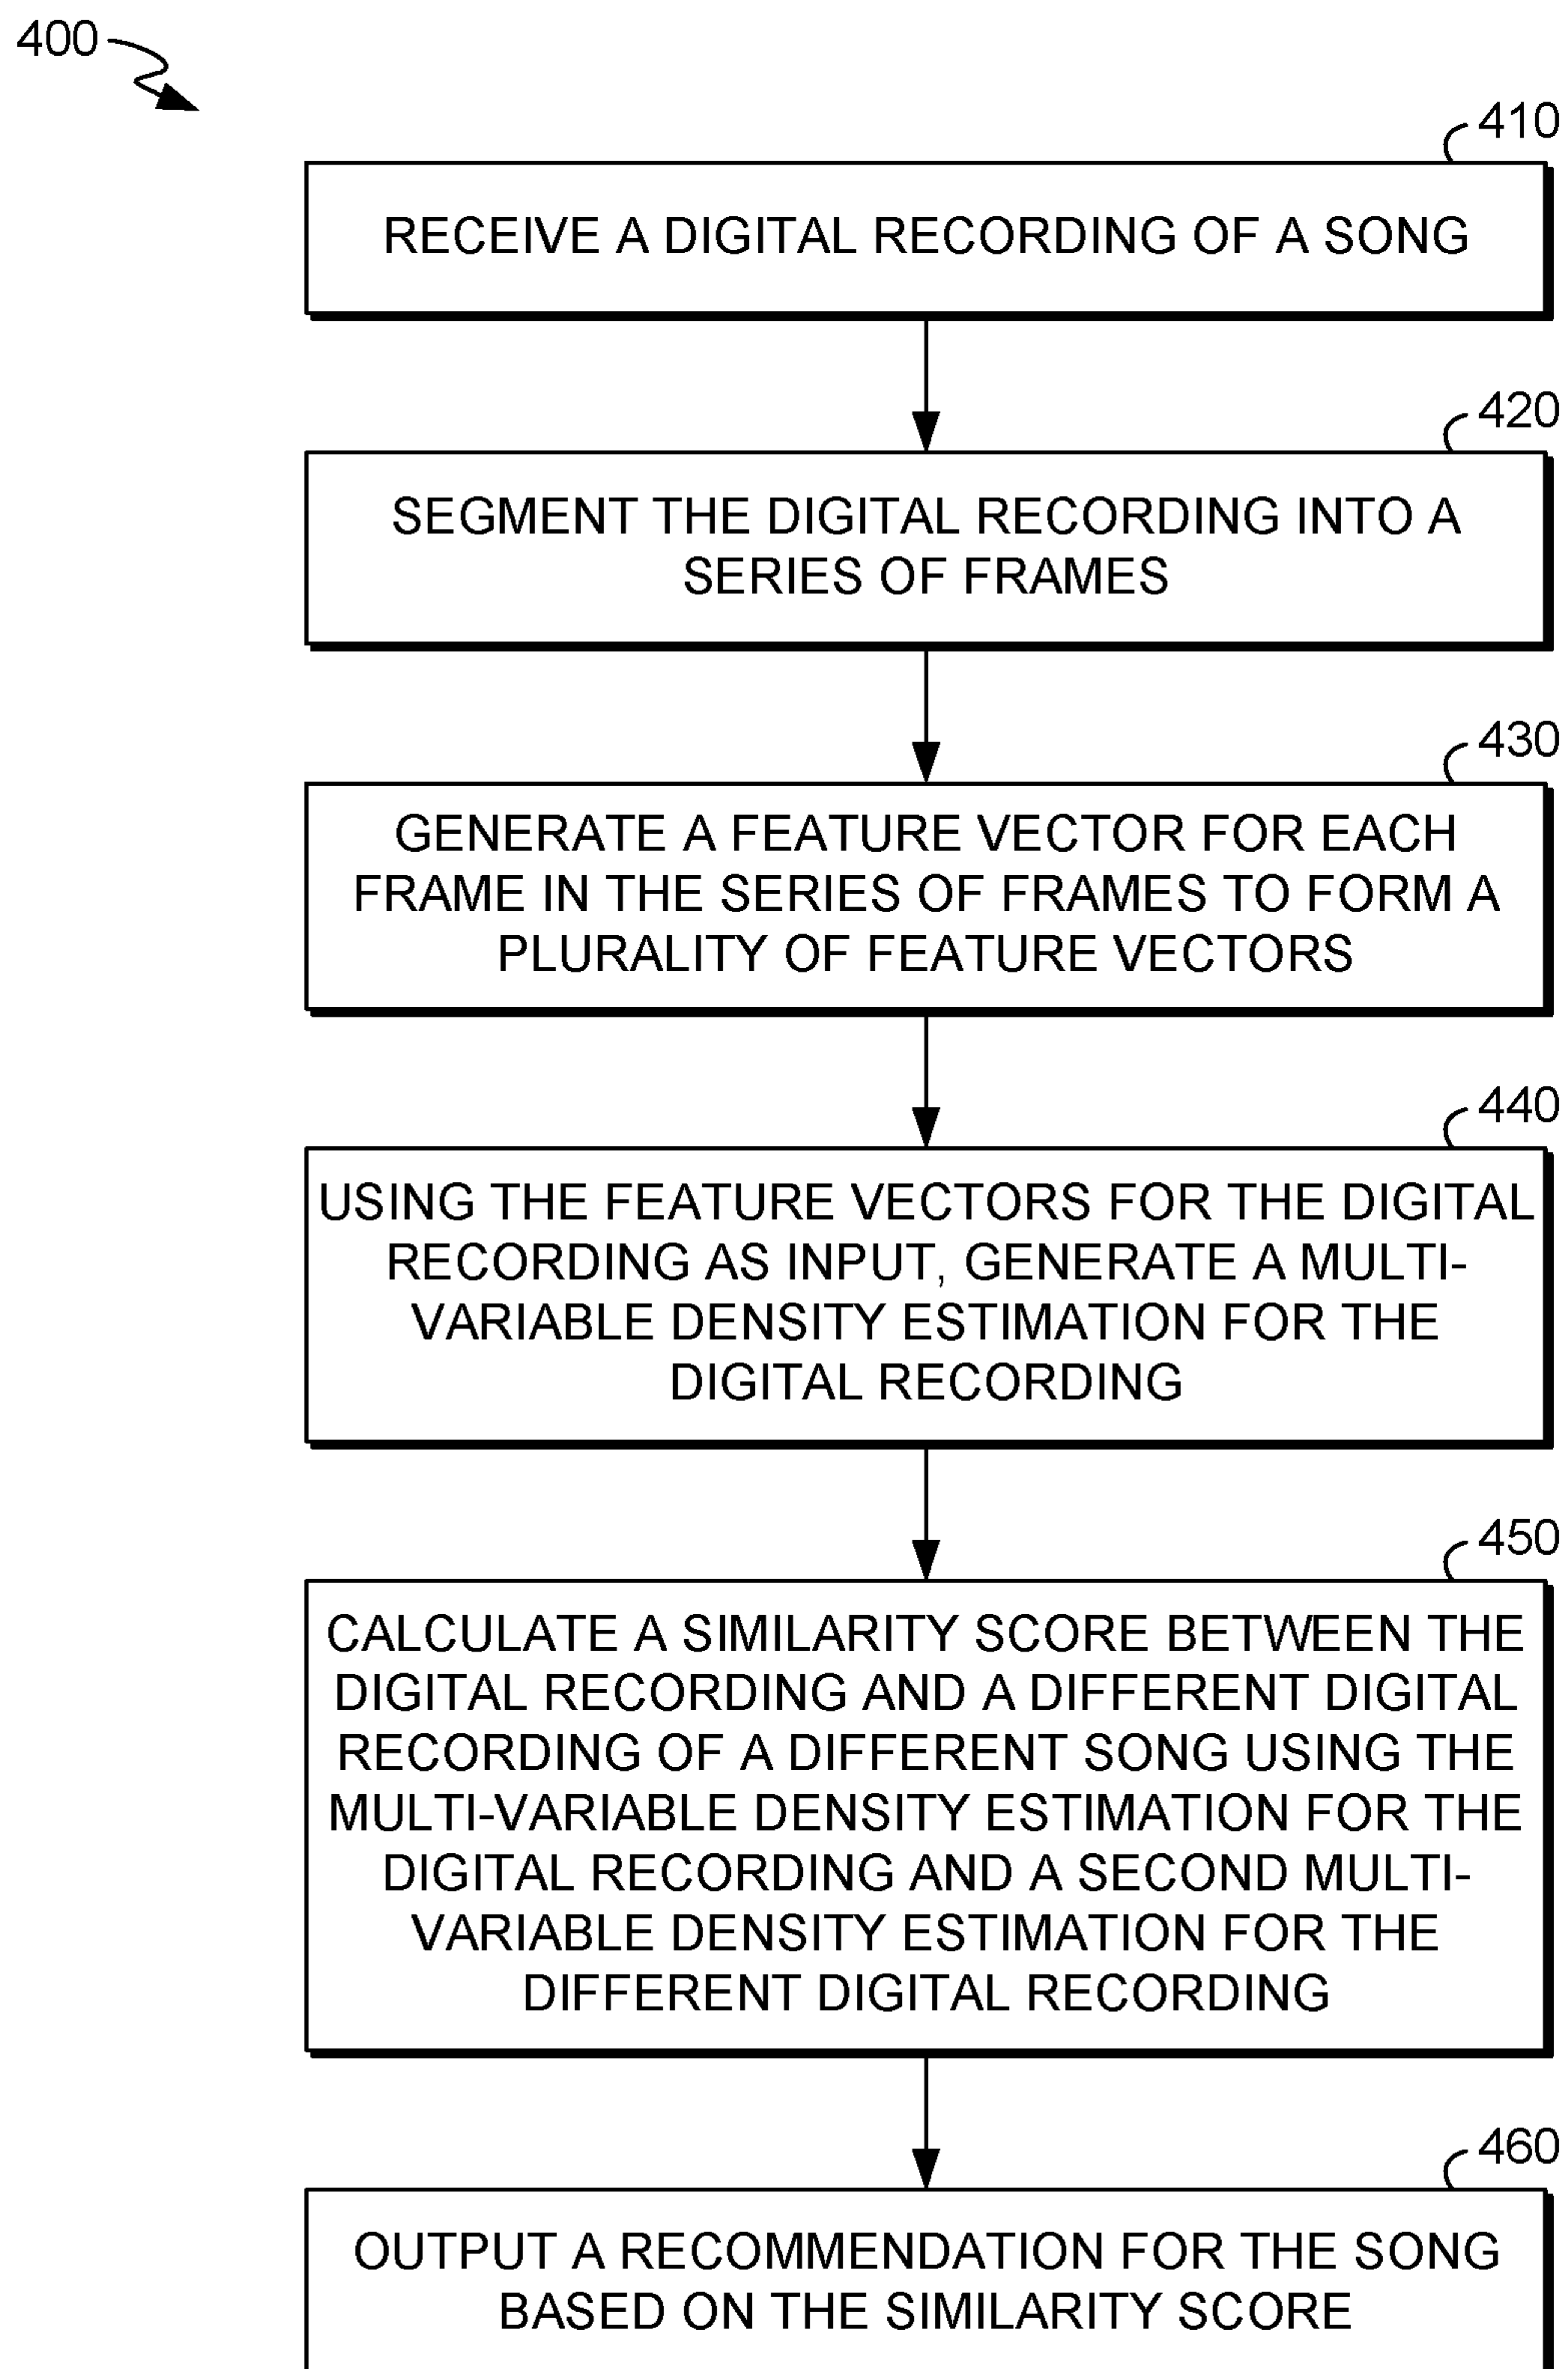 400
410
RECEIVE A DIGITAL RECORDING OF A SONG
420
SEGMENT THE DIGITAL RECORDING INTO A
SERIES OF FRAMES
430
GENERATE A FEATURE VECTOR FOR EACH
FRAME IN THE SERIES OF FRAMES TO FORM A
PLURALITY OF FEATURE VECTORS
440
USING THE FEATURE VECTORS FOR THE DIGITAL
RECORDING AS INPUT, GENERATE A MULTI-
VARIABLE DENSITY ESTIMATION FOR THE
DIGITAL RECORDING
450
CALCULATE A SIMILARITY SCORE BETWEEN THE
DIGITAL RECORDING AND A DIFFERENT DIGITAL
RECORDING OF A DIFFERENT SONG USING THE
MULTI-VARIABLE DENSITY ESTIMATION FOR THE
DIGITAL RECORDING AND A SECOND MULTI-
VARIABLE DENSITY ESTIMATION FOR THE
DIFFERENT DIGITAL RECORDING
460
OUTPUT A RECOMMENDATION FOR THE SONG
BASED ON THE SIMILARITY SCORE